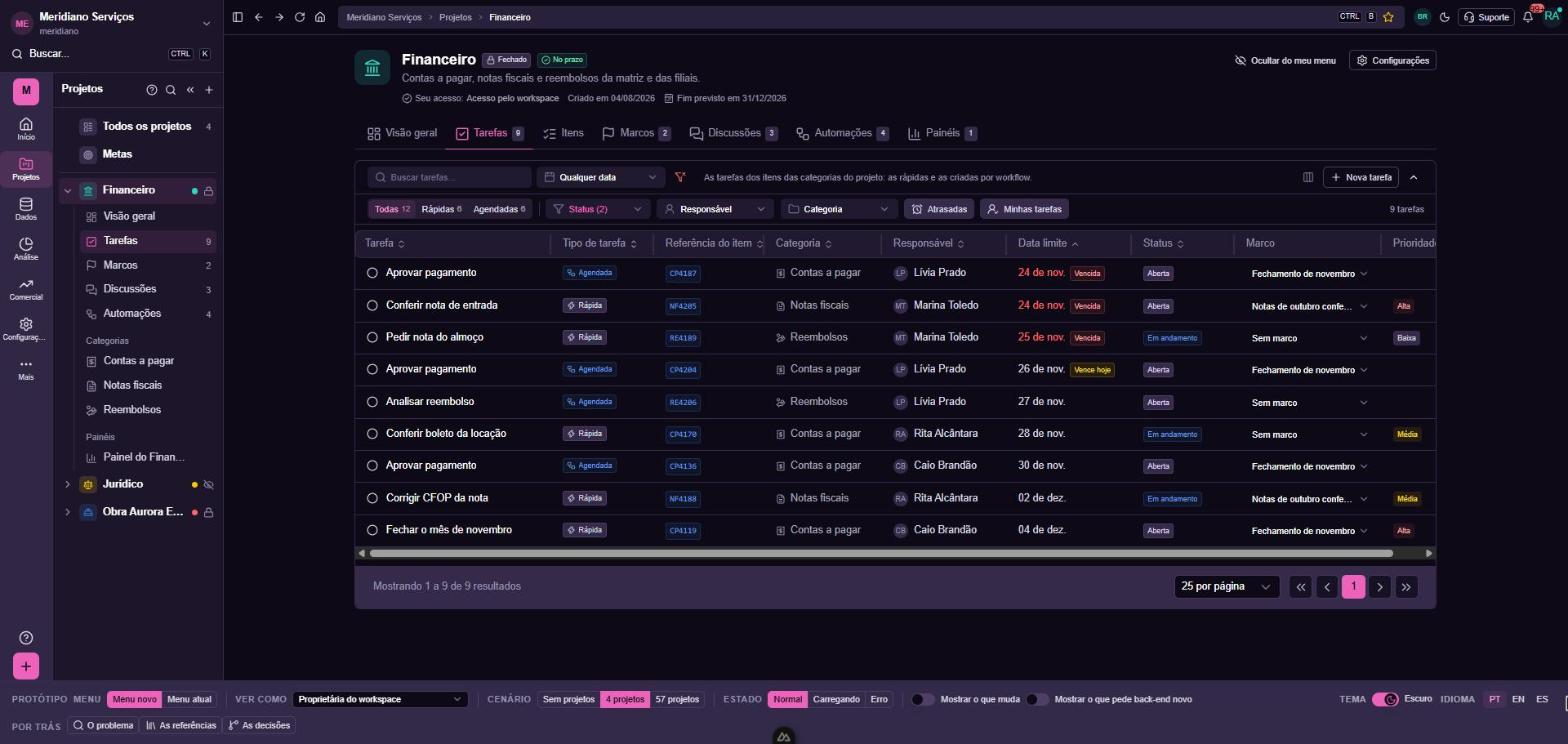 ME
Meridiano Serviços
meridiano
Buscar...
CTRL K
Meridiano Serviços > Projetos > Financeiro
CTRL B
BR
Suporte
99+
RA
M
Início
Projetos
Dados
Análise
Comercial
Configuraç...
Mais
Projetos
Todos os projetos 4
Metas
Financeiro
Visão geral
Tarefas 9
Marcos 2
Discussões 3
Automações 4
Categorias
Contas a pagar
Notas fiscais
Reembolsos
Painéis
Painel do Finan...
Jurídico
Obra Aurora E...
Financeiro Fechado No prazo
Contas a pagar, notas fiscais e reembolsos da matriz e das filiais.
Seu acesso: Acesso pelo workspace Criado em 04/08/2026 Fim previsto em 31/12/2026
Ocultar do meu menu
Configurações
Visão geral Tarefas 9 Itens Marcos 2 Discussões 3 Automações 4 Painéis 1
Buscar tarefas... Qualquer data As tarefas dos itens das categorias do projeto: as rápidas e as criadas por workflow. Nova tarefa
Todas 12 Rápidas 6 Agendadas 6 Status (2) Responsável Categoria Atrasadas Minhas tarefas 9 tarefas
Tarefa Tipo de tarefa Referência do item Categoria Responsável Data limite Status Marco Prioridad
Aprovar pagamento Agendada CP4187 Contas a pagar LP Lívia Prado 24 de nov. Vencida Aberta Fechamento de novembro
Conferir nota de entrada Rápida NF4205 Notas fiscais MT Marina Toledo 24 de nov. Vencida Aberta Notas de outubro confe... Alta
Pedir nota do almoço Rápida RE4189 Reembolsos MT Marina Toledo 25 de nov. Vencida Em andamento Sem marco Baixa
Aprovar pagamento Agendada CP4204 Contas a pagar LP Lívia Prado 26 de nov. Vence hoje Aberta Fechamento de novembro
Analisar reembolso Agendada RE4206 Reembolsos LP Lívia Prado 27 de nov. Aberta Sem marco
Conferir boleto da locação Rápida CP4170 Contas a pagar RA Rita Alcântara 28 de nov. Em andamento Sem marco Média
Aprovar pagamento Agendada CP4136 Contas a pagar CB Caio Brandão 30 de nov. Aberta Fechamento de novembro
Corrigir CFOP da nota Rápida NF4188 Notas fiscais RA Rita Alcântara 02 de dez. Em andamento Notas de outubro confe... Média
Fechar o mês de novembro Rápida CP4119 Contas a pagar CB Caio Brandão 04 de dez. Aberta Fechamento de novembro Alta
Mostrando 1 a 9 de 9 resultados
25 por página 1
PROTÓTIPO MENU Menu novo Menu atual VER COMO Proprietária do workspace CENÁRIO Sem projetos 4 projetos 57 projetos ESTADO Normal Carregando Erro Mostrar o que muda Mostrar o que pede back-end novo TEMA Escuro IDIOMA PT EN ES
POR TRÁS O problema As referências As decisões